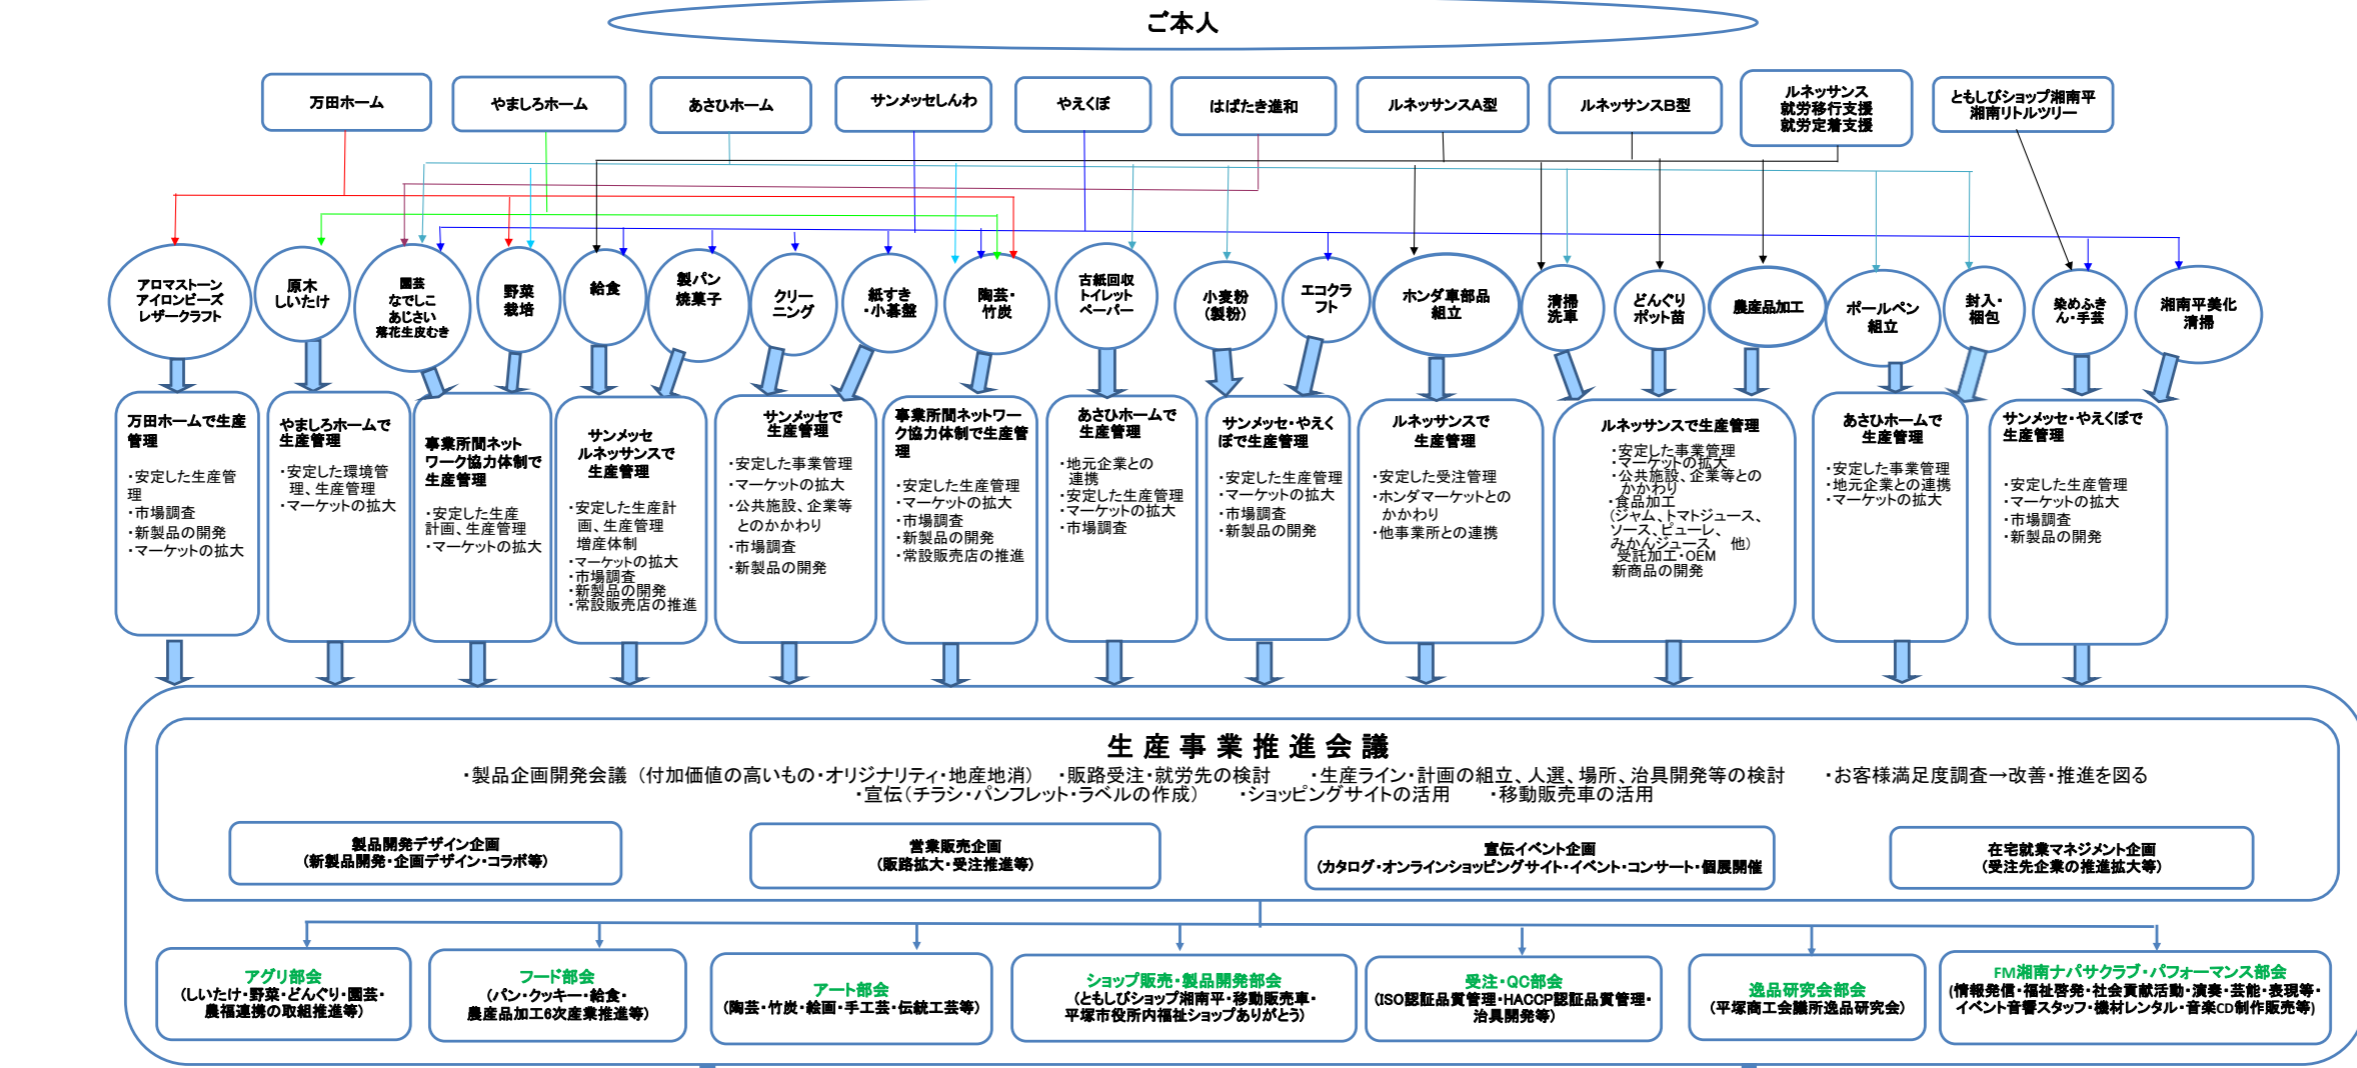 ご本人
万田ホーム
やましろホーム
あさひホーム
サンメッセしんわ
やえくぼ
はばたき進和
ルネッサンスA型
ルネッサンスB型
ルネッサンス
就労移行支援
就労定着支援
ともしびショップ湘南平
湘南リトルツリー
アロマストーン
アイロンビーズ
レザークラフト
原木
しいたけ
園芸
なでしこ
あじさい
落花生皮むき
野菜
栽培
給食
製パン
焼菓子
クリー
ニング
紙すき
・小碁盤
陶芸・
竹炭
古紙回収
トイレット
ペーパー
小麦粉
(製粉)
エコクラ
フト
ホンダ車部品
組立
清掃
洗車
どんぐり
ポット苗
農産品加工
ボールペン
組立
封入・
梱包
染めふき
ん・手芸
湘南平美化
清掃
万田ホームで生産
管理
・安定した生産管
理
・市場調査
・新製品の開発
・マーケットの拡大
やましろホームで
生産管理
・安定した環境管
理、生産管理
・マーケットの拡大
事業所間ネット
ワーク協力体制で
生産管理
・安定した生産
計画、生産管理
・マーケットの拡大
サンメッセ
ルネッサンスで
生産管理
・安定した生産計
画、生産管理
増産体制
・マーケットの拡大
・市場調査
・新製品の開発
・常設販売店の推進
サンメッセで
生産管理
・安定した事業管理
・マーケットの拡大
・公共施設、企業等
とのかかわり
・市場調査
・新製品の開発
事業所間ネットワー
ク協力体制で生産管
理
・安定した生産管理
・マーケットの拡大
・市場調査
・新製品の開発
・常設販売店の推進
あさひホームで
生産管理
・地元企業との
連携
・安定した生産管理
・マーケットの拡大
・市場調査
サンメッセ・やえく
ぼで生産管理
・安定した生産管理
・マーケットの拡大
・市場調査
・新製品の開発
ルネッサンスで
生産管理
・安定した受注管理
・ホンダマーケットとの
かかわり
・他事業所との連携
ルネッサンスで生産管理
・安定した事業管理
・マーケットの拡大
・公共施設、企業等との
かかわり
・食品加工
(ジャム、トマトジュース、
ソース、ピューレ、
みかんジュース 他)
受託加工・OEM
新商品の開発
あさひホームで
生産管理
・安定した事業管理
・地元企業との連携
・マーケットの拡大
サンメッセ・やえくぼで
生産管理
・安定した生産管理
・マーケットの拡大
・市場調査
・新製品の開発
生産事業推進会議
・製品企画開発会議(付加価値の高いもの・オリジナリティ・地産地消) ・販路受注・就労先の検討 ・生産ライン・計画の組立、人選、場所、治具開発等の検討 ・お客様満足度調査→改善・推進を図る
・宣伝(チラシ・パンフレット・ラベルの作成) ・ショッピングサイトの活用 ・移動販売車の活用
製品開発デザイン企画
(新製品開発・企画デザイン・コラボ等)
営業販売企画
(販路拡大・受注推進等)
宣伝イベント企画
(カタログ・オンラインショッピングサイト・イベント・コンサート・個展開催
在宅就業マネジメント企画
(受注先企業の推進拡大等)
アグリ部会
(しいたけ・野菜・どんぐり・園芸・
農福連携の取組推進等)
フード部会
(パン・クッキー・給食・
農産品加工6次産業推進等)
アート部会
(陶芸・竹炭・絵画・手工芸・伝統工芸等)
ショップ販売・製品開発部会
(ともしびショップ湘南平・移動販売車・
平塚市役所内福祉ショップありがとう)
受注・QC部会
(ISO認証品質管理・HACCP認証品質管理・
治具開発等)
逸品研究会部会
(平塚商工会議所逸品研究会)
FM湘南ナパサクラブ・パフォーマンス部会
(情報発信・福祉啓発・社会貢献活動・演奏・芸能・表現等・
イベント音響スタッフ・機材レンタル・音楽CD制作販売等)